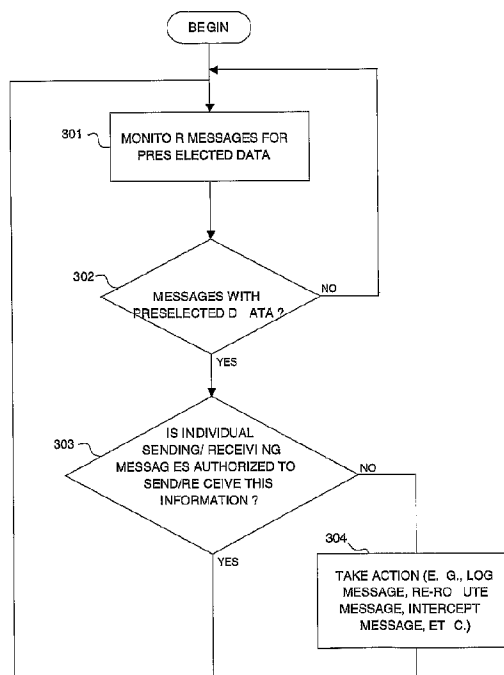 BEGIN
301
MONITO R MESSAGES FOR
PRES ELECTED DATA
302
MESSAGES WITH
PRESELECTED D ATA ?
NO
YES
303
IS INDIVIDUAL
SENDING/ RECEIVING
MESSAG ES AUTHORIZED TO
SEND/RE CEIVE THIS
INFORMATION ?
NO
YES
304
TAKE ACTION (E. G., LOG
MESSAGE, RE-RO UTE
MESSAGE, INTERCEPT
MESSAGE, ET C.)